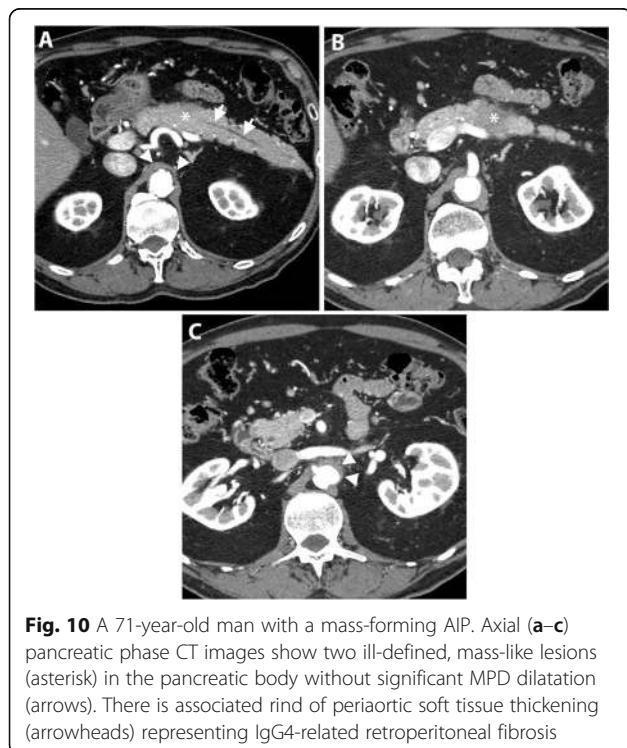 A
B
C
Fig. 10 A 71-year-old man with a mass-forming AIP. Axial (a–c)
pancreatic phase CT images show two ill-defined, mass-like lesions
(asterisk) in the pancreatic body without significant MPD dilatation
(arrows). There is associated rind of periaortic soft tissue thickening
(arrowheads) representing IgG4-related retroperitoneal fibrosis